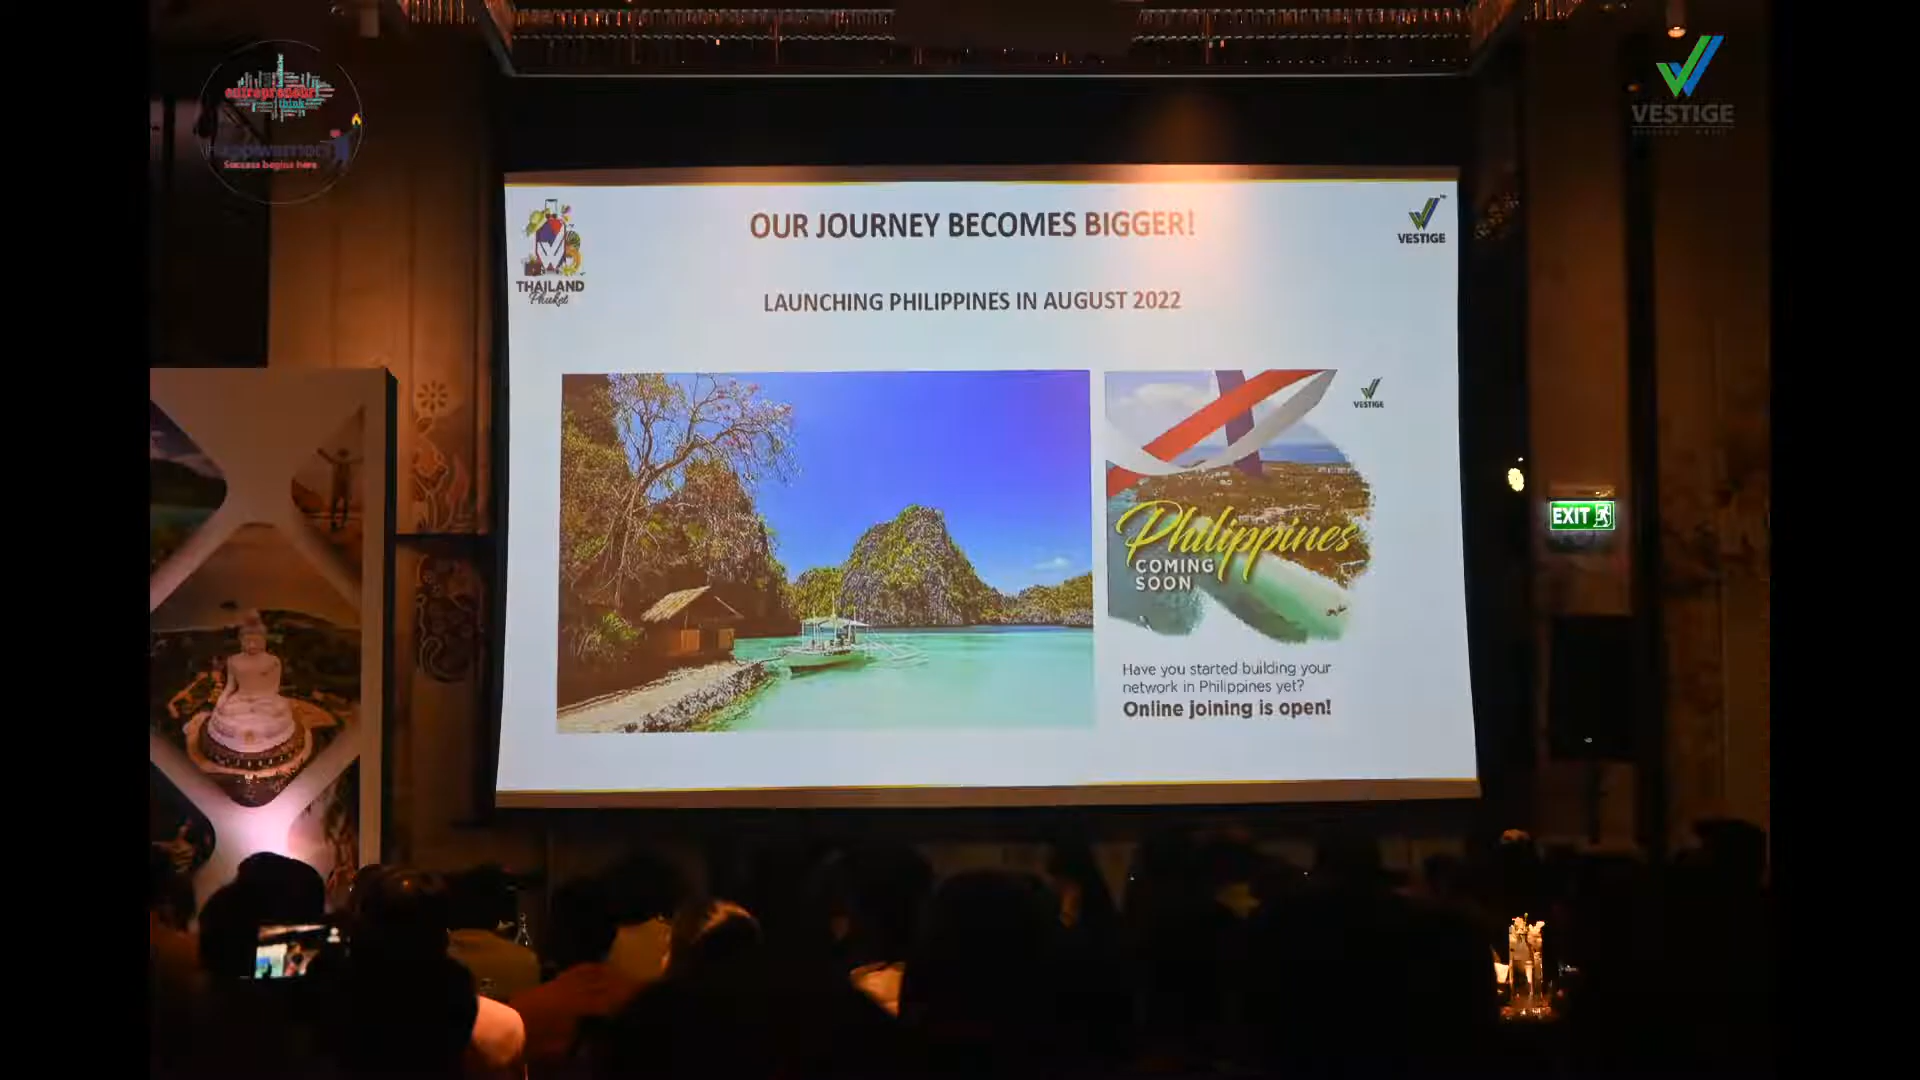 entrepreneur
think
Success begins here
VESTIGE
OUR JOURNEY BECOMES BIGGER!
LAUNCHING PHILIPPINES IN AUGUST 2022
THAILAND
Phuket
VESTIGE
VESTIGE
Philippines
COMING
SOON
Have you started building your
network in Philippines yet?
Online joining is open!
EXIT